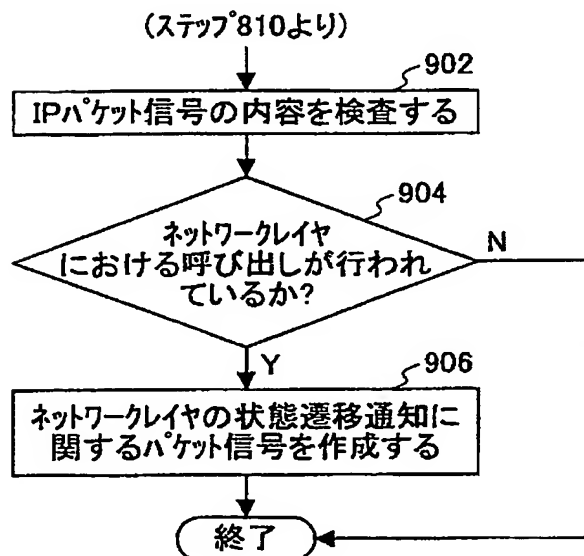 (ステップ810より)
902
IPパケット信号の内容を検査する
904
ネットワークレイヤ
における呼び出しが行われ
ているか?
N
Y
906
ネットワークレイヤの状態遷移通知に
関するパケット信号を作成する
終了